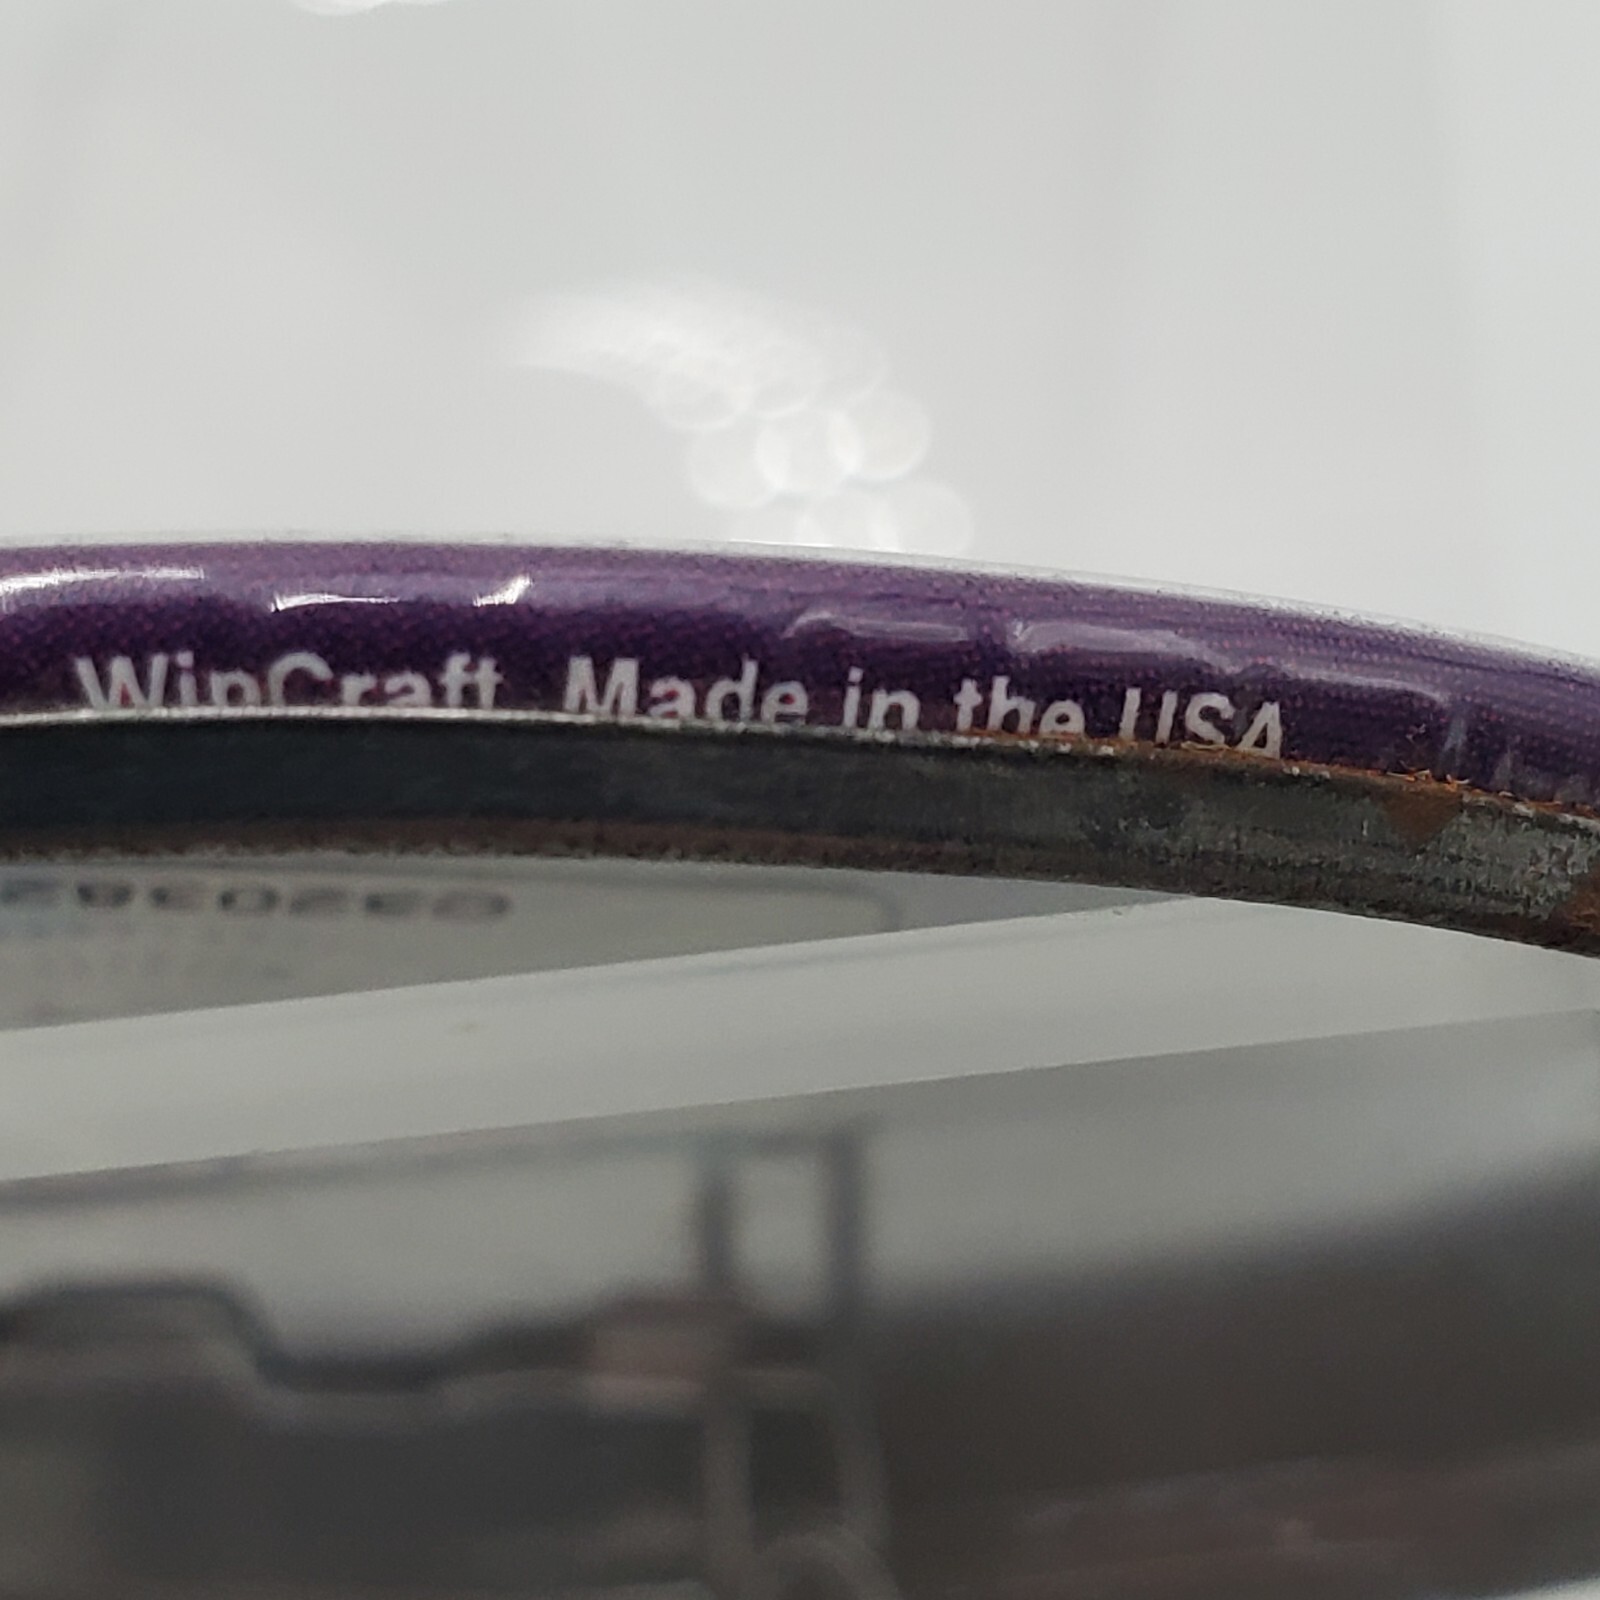 WinCraft Made in the USA